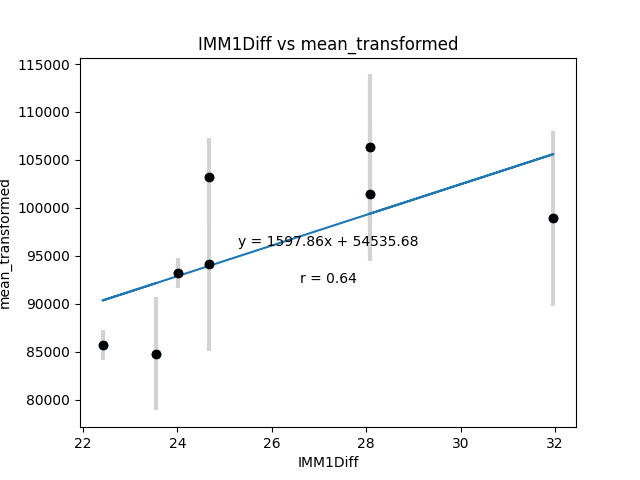 IMM1Diff vs mean_transformed
mean_transformed
115000
110000
105000
100000
95000
90000
85000
80000
y = 1597.86x + 54535.68
r = 0.64
22
24
26
28
30
32
IMM1Diff